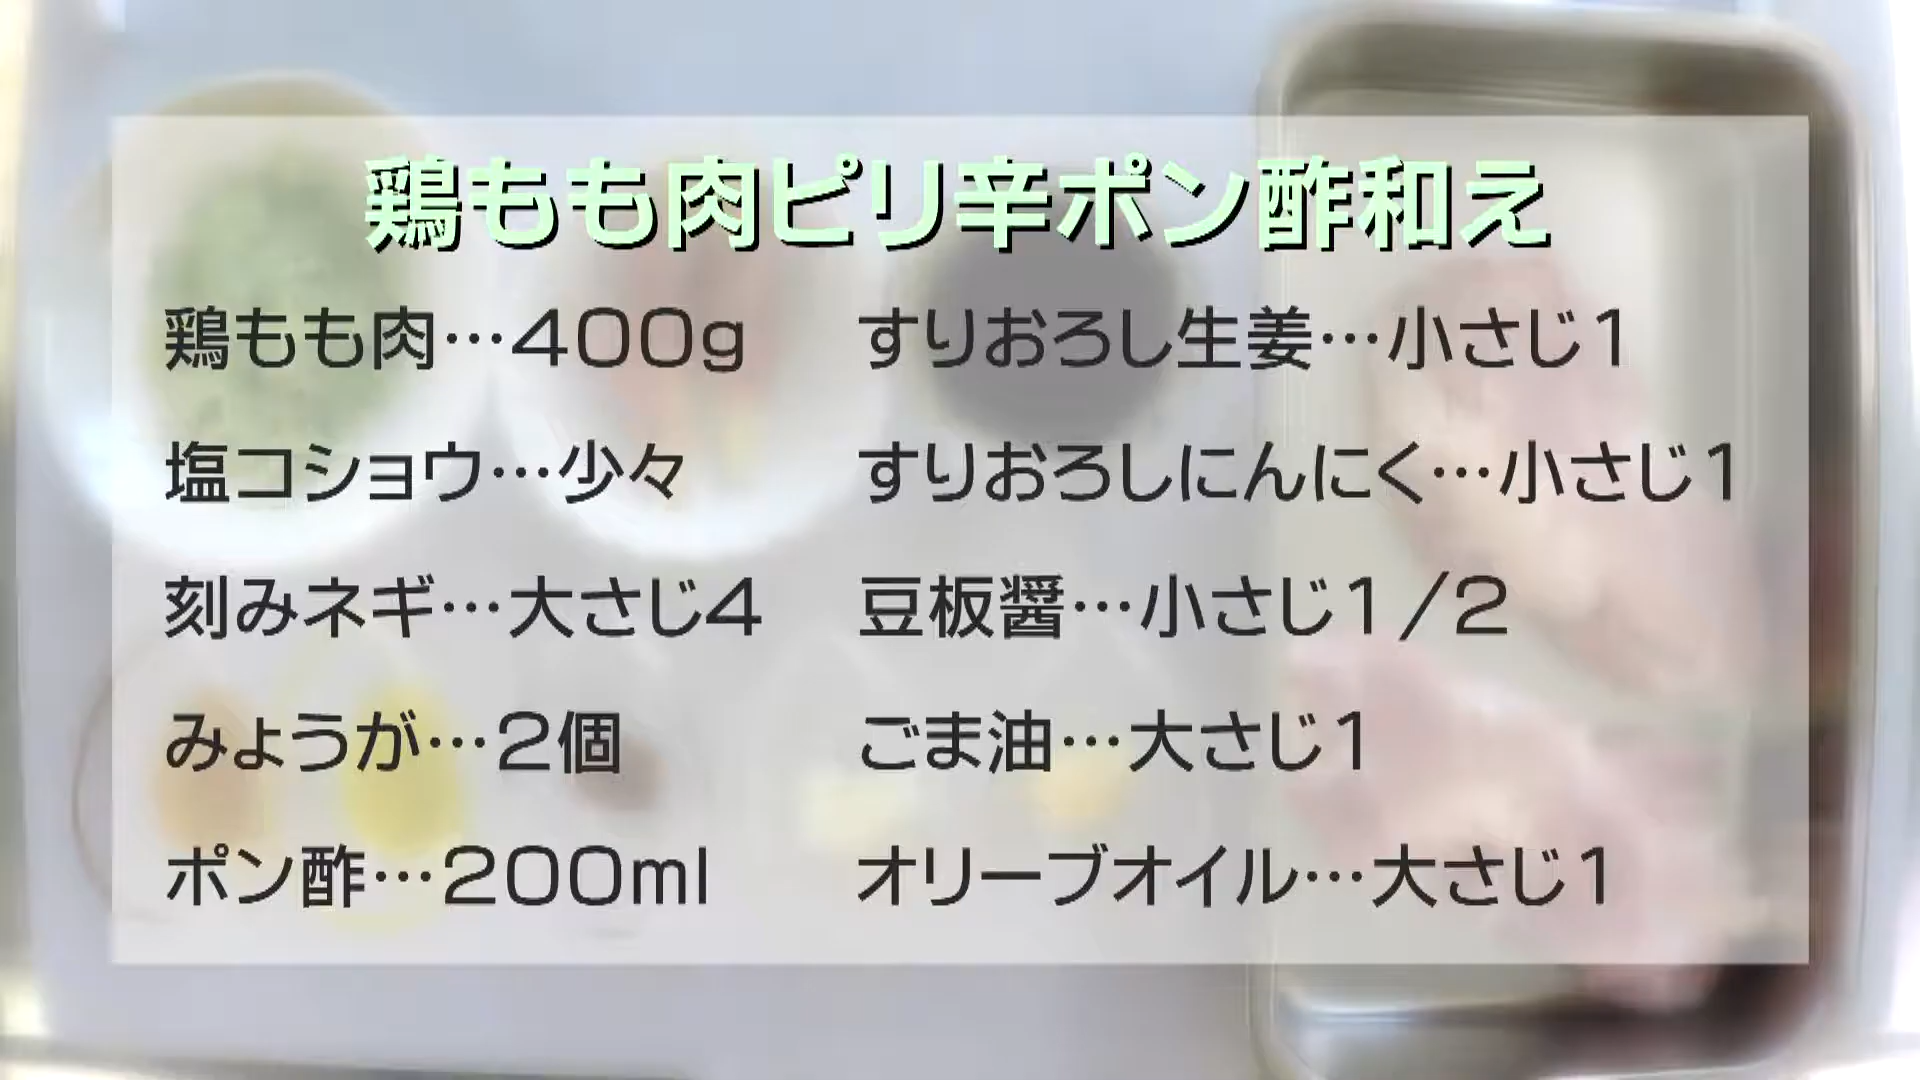 鶏もも肉ピリ辛ポン酢和え
鶏もも肉…400g
塩コショウ…少々
刻みネギ…大さじ4
みょうが…2個
ポン酢…200ml
すりおろし生姜…小さじ1
すりおろしにんにく…小さじ1
豆板醤…小さじ1/2
ごま油…大さじ1
オリーブオイル…大さじ1